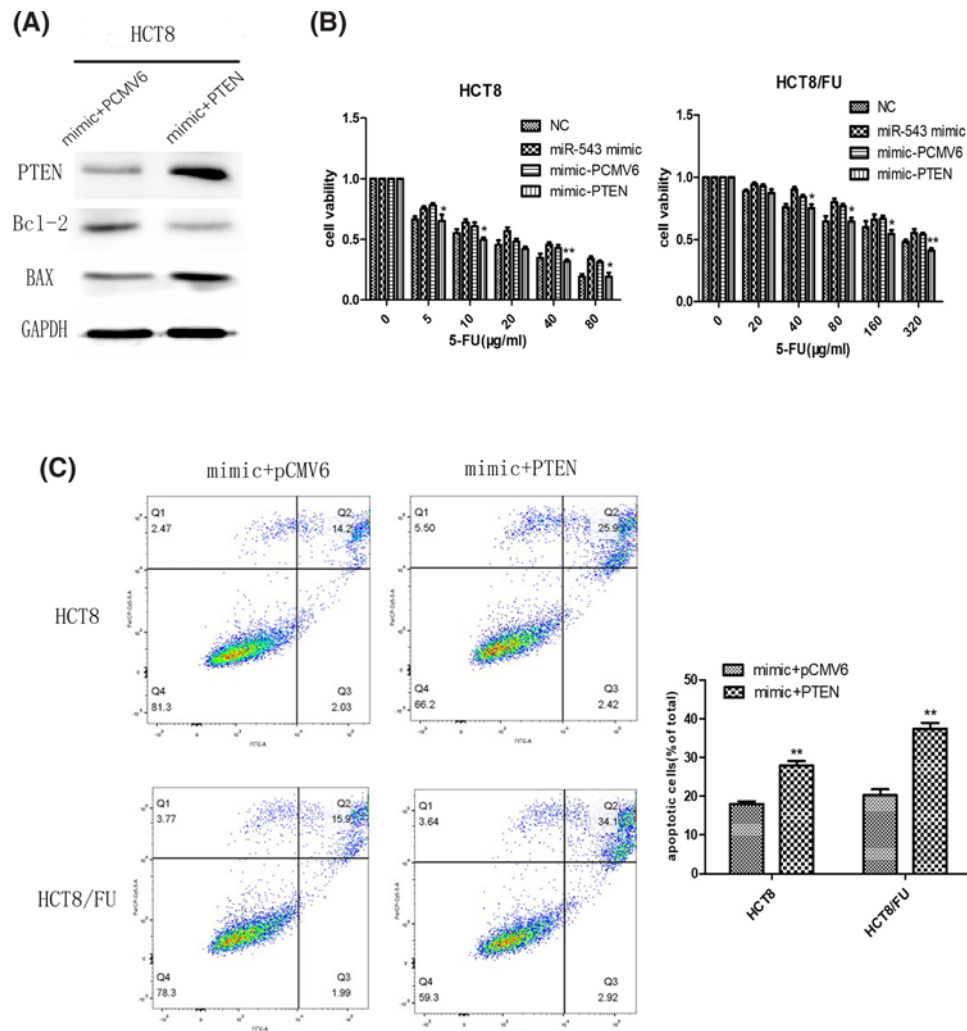 (A)
HCT8
mimic+PCMV6
mimic+PTEN
PTEN
Bcl-2
BAX
GAPDH
(B)
HCT8
NC
miR-543 mimic
mimic-PCMV6
mimic-PTEN
cell vability
1.0
0.5
0.0
*
*
**
*
0 5 10 20 40 80
5-FU(μg/ml)
HCT8/FU
NC
miR-543 mimic
mimic-PCMV6
mimic-PTEN
cell vability
1.0
0.5
0.0
*
*
*
**
0 20 40 80 160 320
5-FU(μg/ml)
(C)
mimic+pCMV6
mimic+PTEN
HCT8
Q1
2.47
Q2
14.2
Q4
81.3
Q3
2.03
FITC-A
Q1
5.50
Q2
25.9
Q4
66.2
Q3
2.42
FITC-A
HCT8/FU
Q1
3.77
Q2
15.9
Q4
78.3
Q3
1.99
Q1
3.64
Q2
34.1
Q4
59.3
Q3
2.92
mimic+pCMV6
mimic+PTEN
apoptotic cells(% of total)
50
40
30
20
10
0
**
**
HCT8
HCT8/FU